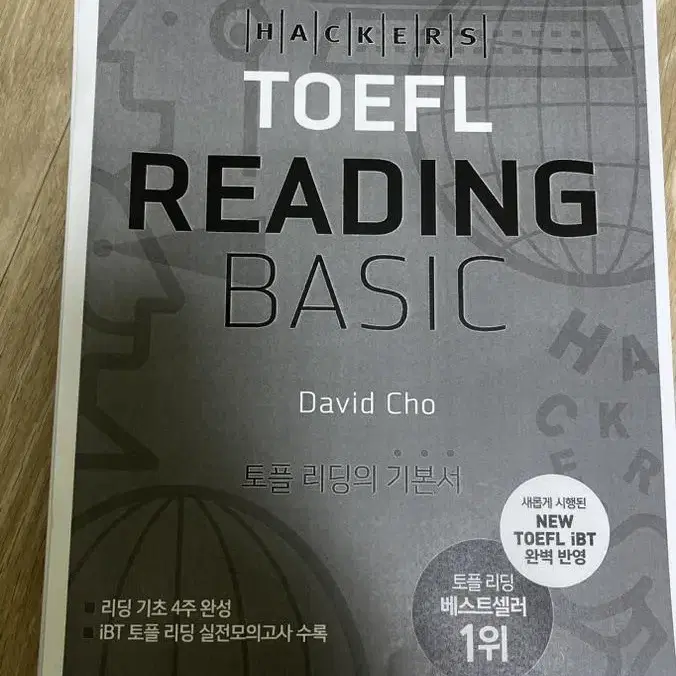 HACKERS
TOEFL
READING
BASIC
David Cho
토플 리딩의 기본서
새롭게 시행된
NEW
TOEFL iBT
완벽 반영
토플 리딩
베스트셀러
1위
리딩 기초 4주 완성
iBT 토플 리딩 실전모의고사 수록
HACKERS